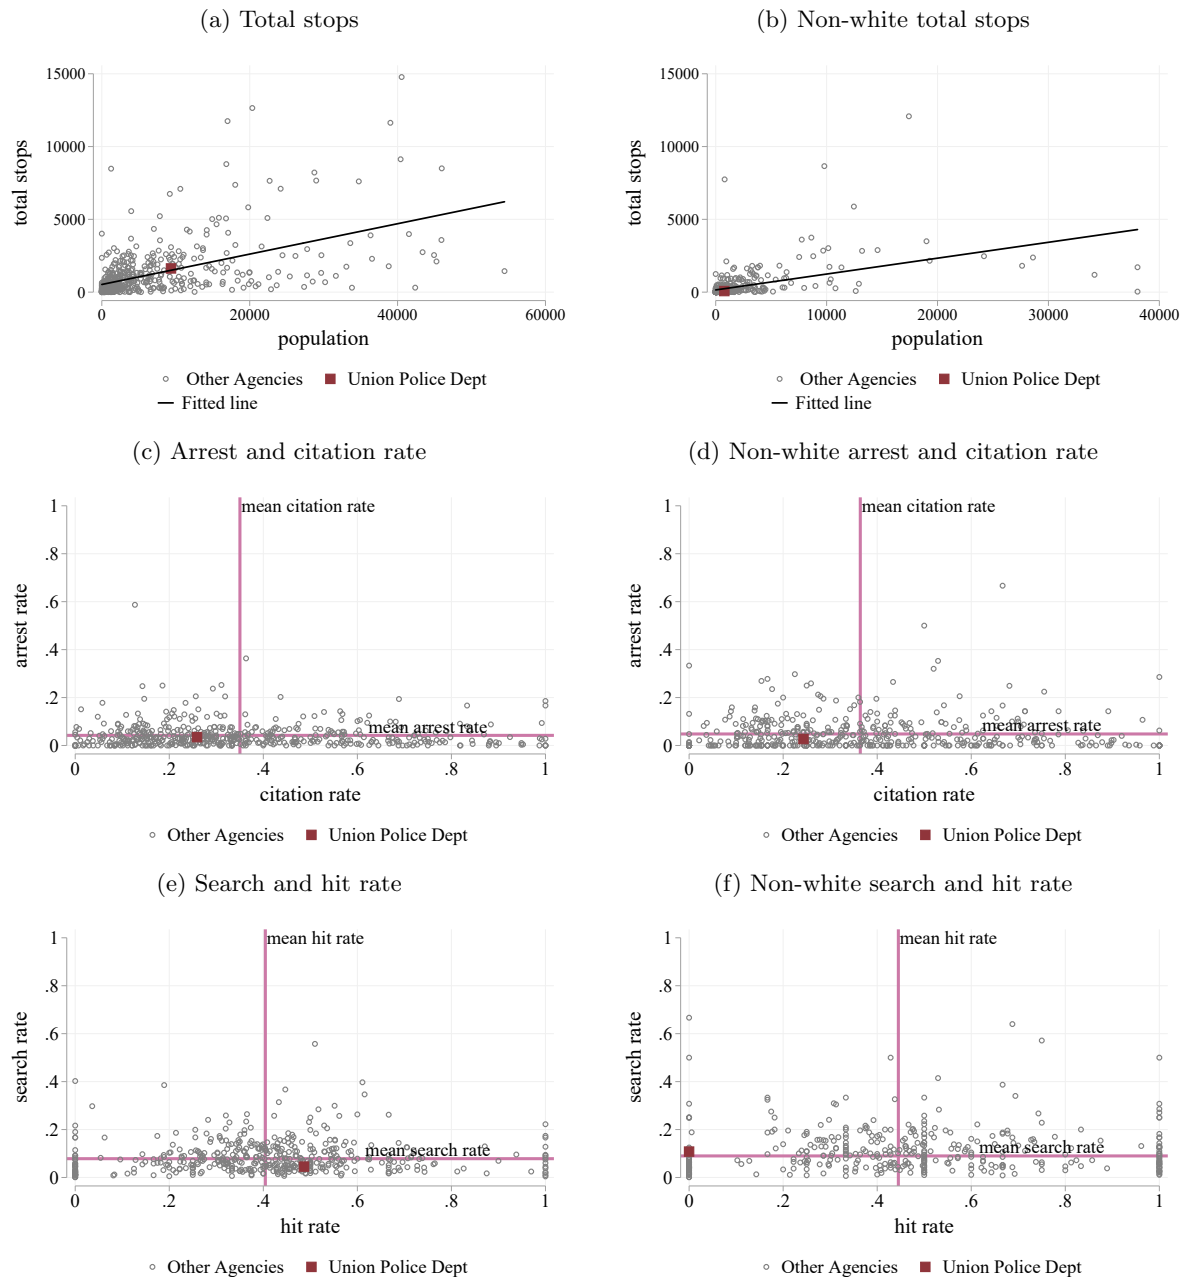 (a) Total stops
15000
10000
5000
0
total stops
0 20000 40000 60000
population
Other Agencies Union Police Dept
Fitted line
(b) Non-white total stops
15000
10000
5000
0
total stops
0 10000 20000 30000 40000
population
Other Agencies Union Police Dept
Fitted line
(c) Arrest and citation rate
1
.8
.6
.4
.2
0
arrest rate
mean citation rate
mean arrest rate
0 .2 .4 .6 .8 1
citation rate
Other Agencies Union Police Dept
(d) Non-white arrest and citation rate
1
.8
.6
.4
.2
0
arrest rate
mean citation rate
mean arrest rate
0 .2 .4 .6 .8 1
citation rate
Other Agencies Union Police Dept
(e) Search and hit rate
1
.8
.6
.4
.2
0
search rate
mean hit rate
mean search rate
0 .2 .4 .6 .8 1
hit rate
Other Agencies Union Police Dept
(f) Non-white search and hit rate
1
.8
.6
.4
.2
0
search rate
mean hit rate
mean search rate
0 .2 .4 .6 .8 1
hit rate
Other Agencies Union Police Dept